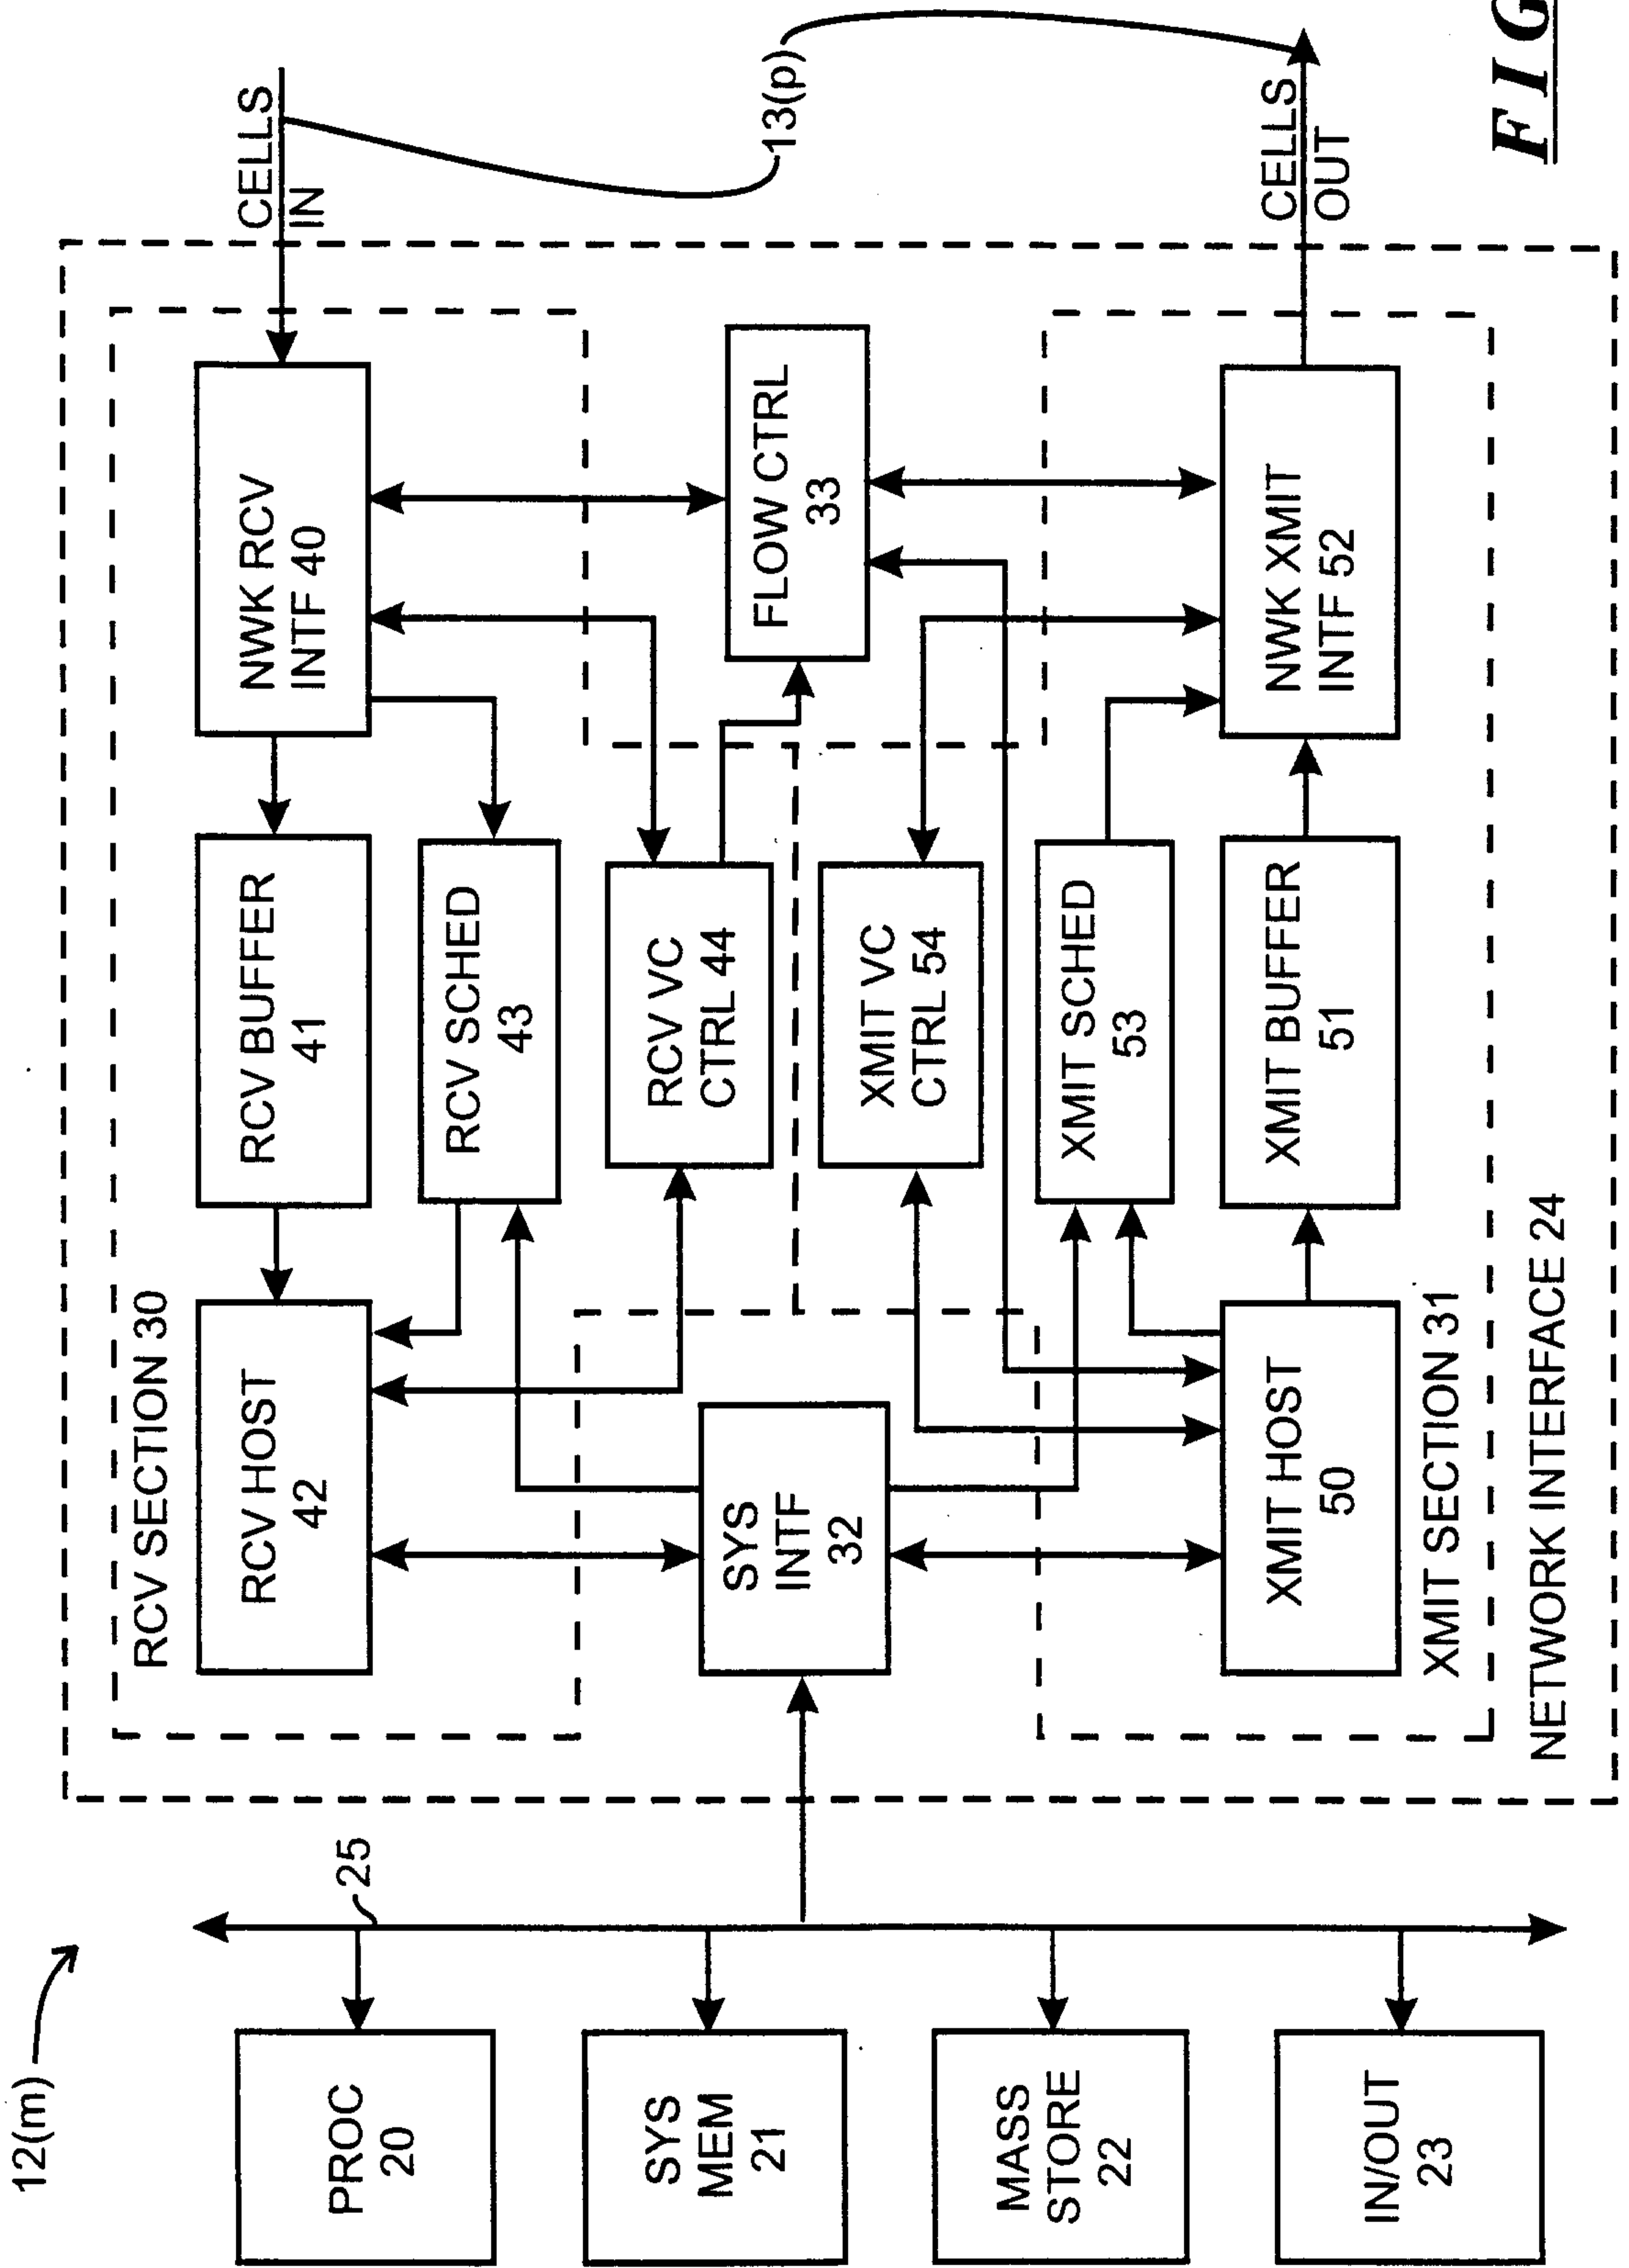 12(m)
PROC
20
SYS
MEM
21
MASS
STORE
22
IN/OUT
23
25
RCV SECTION 30
RCV HOST
42
RCV BUFFER
41
NWK RCV
INTF 40
CELLS
IN
RCV SCHED
43
RCV VC
CTRL 44
SYS
INTF
32
FLOW CTRL
33
13(p)
XMIT VC
CTRL 54
XMIT SCHED
53
XMIT HOST
50
XMIT BUFFER
51
NWK XMIT
INTF 52
CELLS
OUT
XMIT SECTION 31
NETWORK INTERFACE 24
FIG